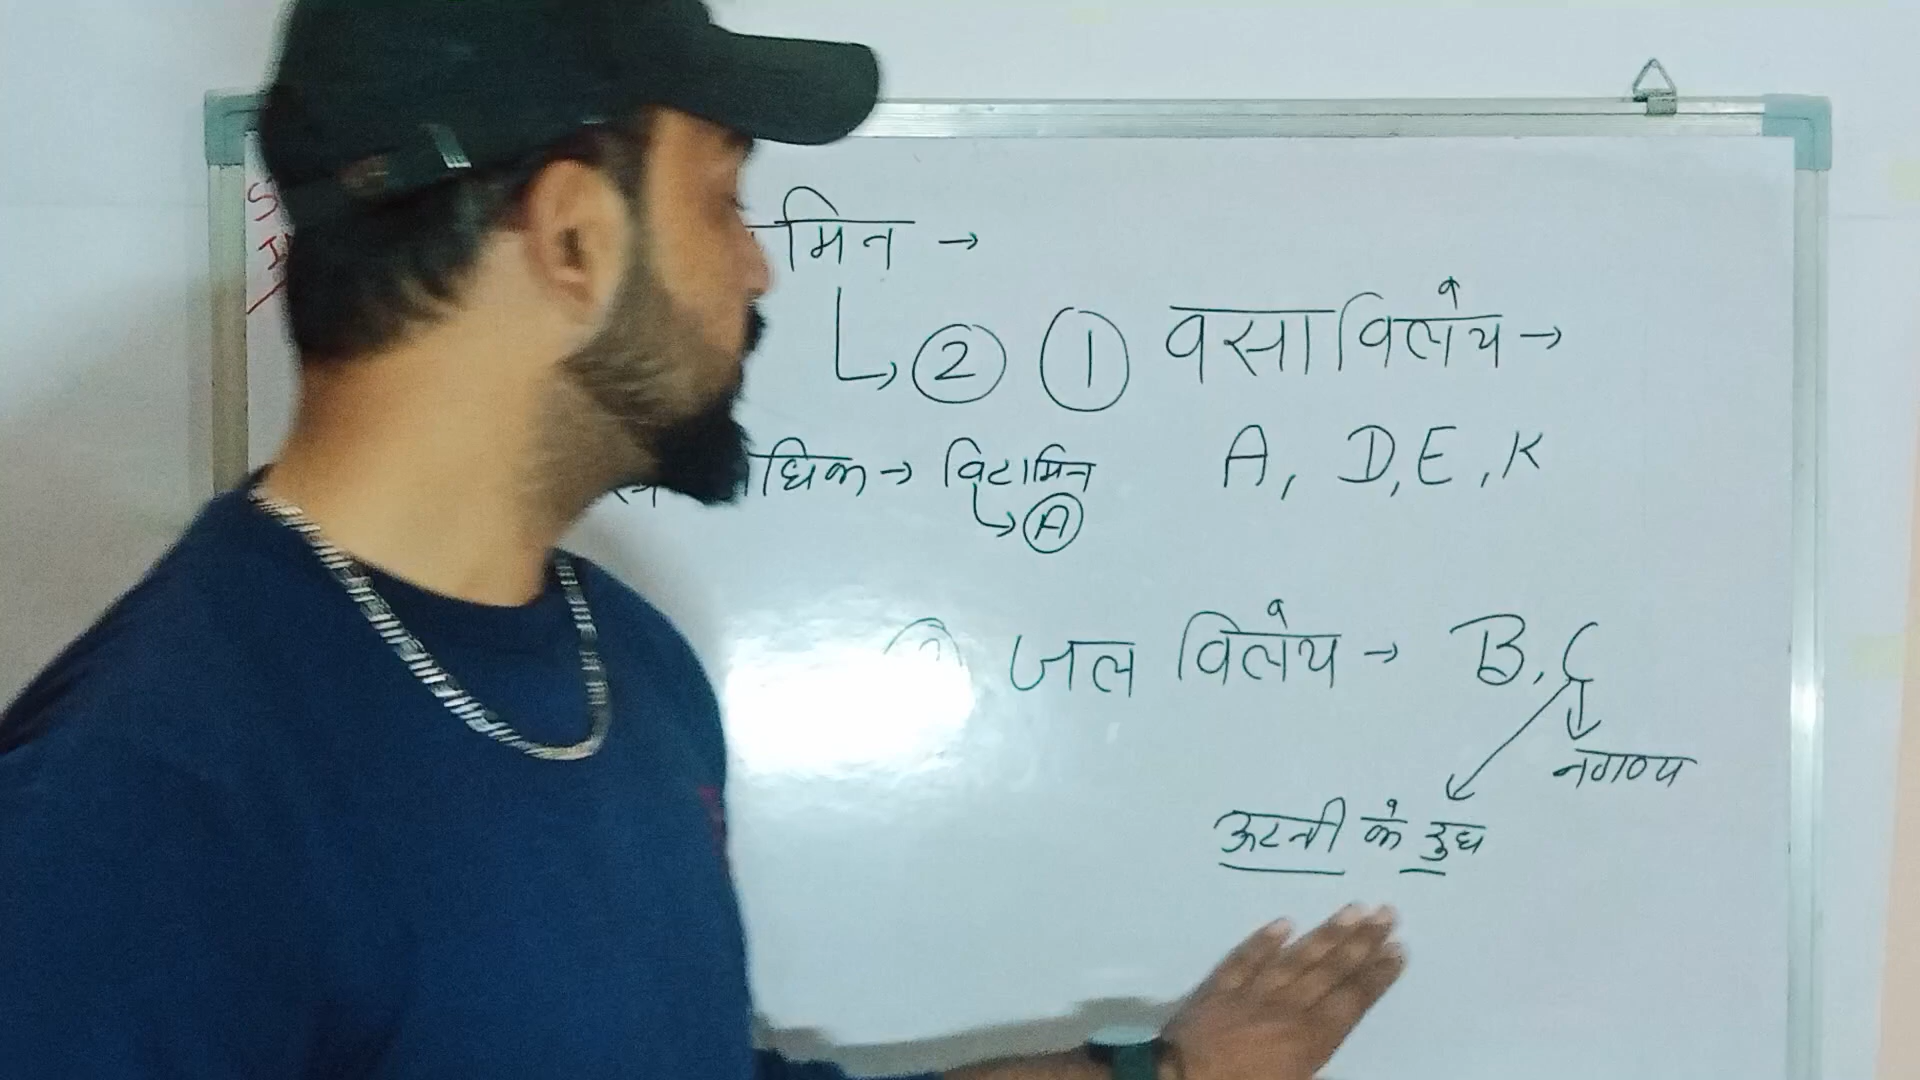 मिन →
② ① वसा विलेय →
धिक → विटामिन A, D, E, K
Ⓐ
जल विलेय → B, C
नगण्य
ऊटनी के दुध